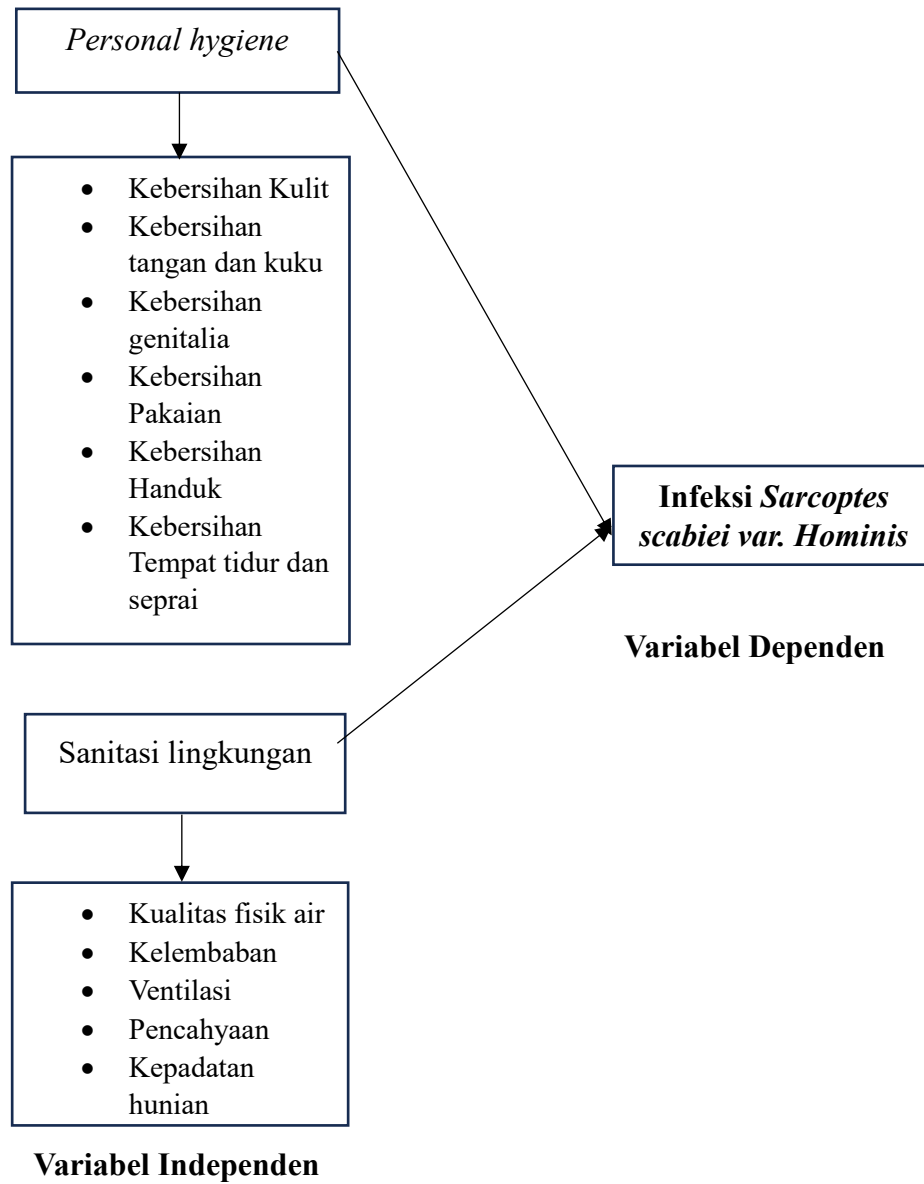 Personal hygiene
• Kebersihan Kulit
• Kebersihan
tangan dan kuku
• Kebersihan
genitalia
• Kebersihan
Pakaian
• Kebersihan
Handuk
• Kebersihan
Tempat tidur dan
seprai
Infeksi Sarcoptes
scabiei var. Hominis
Variabel Dependen
Sanitasi lingkungan
• Kualitas fisik air
• Kelembaban
• Ventilasi
• Pencahyaan
• Kepadatan
hunian
Variabel Independen